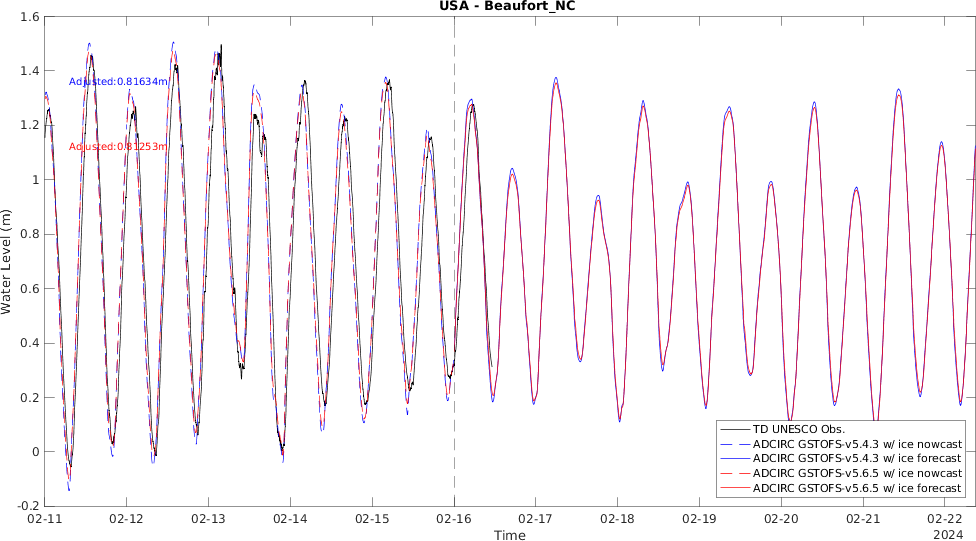 USA - Beaufort_NC
1.6
1.4
1.2
1
0.8
0.6
0.4
0.2
0
-0.2
Water Level (m)
Adjusted:0.81634m
Adjusted:0.81253m
TD UNESCO Obs.
ADCIRC GSTOFS-v5.4.3 w/ ice nowcast
ADCIRC GSTOFS-v5.4.3 w/ ice forecast
ADCIRC GSTOFS-v5.6.5 w/ ice nowcast
ADCIRC GSTOFS-v5.6.5 w/ ice forecast
02-11 02-12 02-13 02-14 02-15 02-16 02-17 02-18 02-19 02-20 02-21 02-22
Time 2024